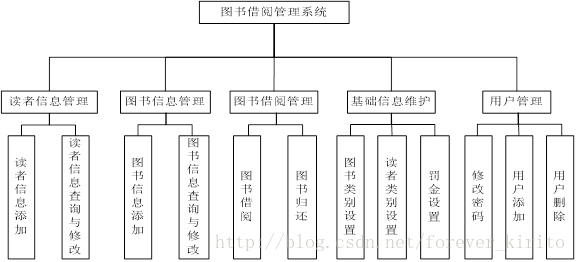 图书借阅管理系统
读者信息管理
图书信息管理
图书借阅管理
基础信息维护
用户管理
读者信息添加
读者信息查询与修改
图书信息添加
图书信息查询与修改
图书借阅
图书归还
图书类别设置
读者类别设置
罚金设置
修改密码
用户添加
用户删除
http://blog.csdn.net/forever_kirito